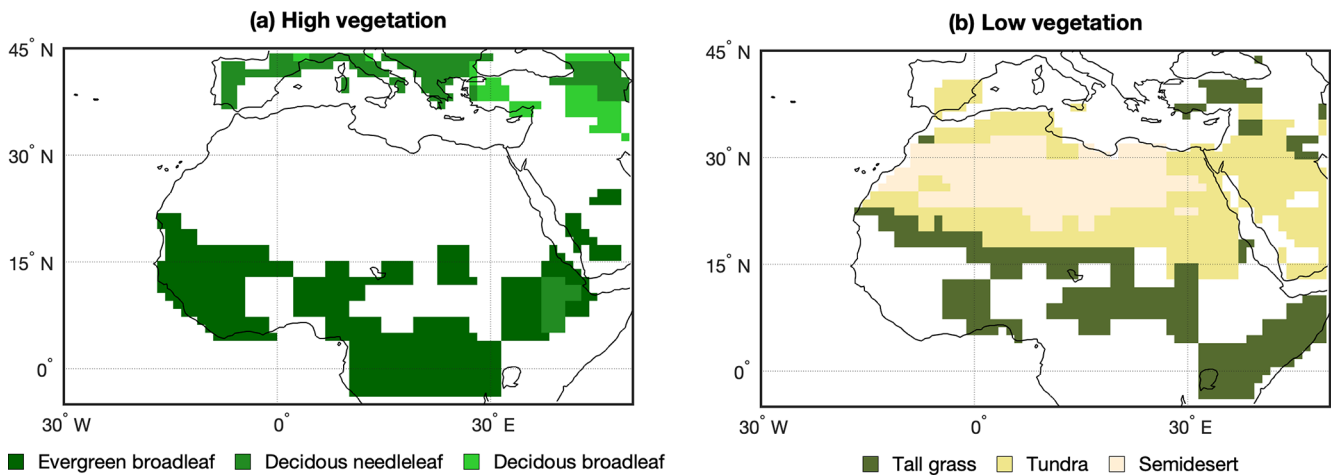 (a) High vegetation
45° N
30° N
15° N
0°
30° W
0°
30° E
Evergreen broadleaf
Decidous needleleaf
Decidous broadleaf
(b) Low vegetation
45° N
30° N
15° N
0°
30° W
0°
30° E
Tall grass
Tundra
Semidesert